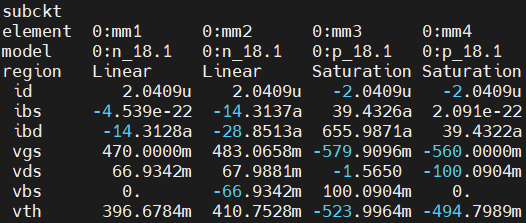 subckt
element 0:mm1 0:mm2 0:mm3 0:mm4
model 0:n_18.1 0:n_18.1 0:p_18.1 0:p_18.1
region Linear Linear Saturation Saturation
id 2.0409u 2.0409u -2.0409u -2.0409u
ibs -4.539e-22 -14.3137a 39.4326a 2.091e-22
ibd -14.3128a -28.8513a 655.9871a 39.4322a
vgs 470.0000m 483.0658m -579.9096m -560.0000m
vds 66.9342m 67.9881m -1.5650 -100.0904m
vbs 0. -66.9342m 100.0904m 0.
vth 396.6784m 410.7528m -523.9964m -494.7989m